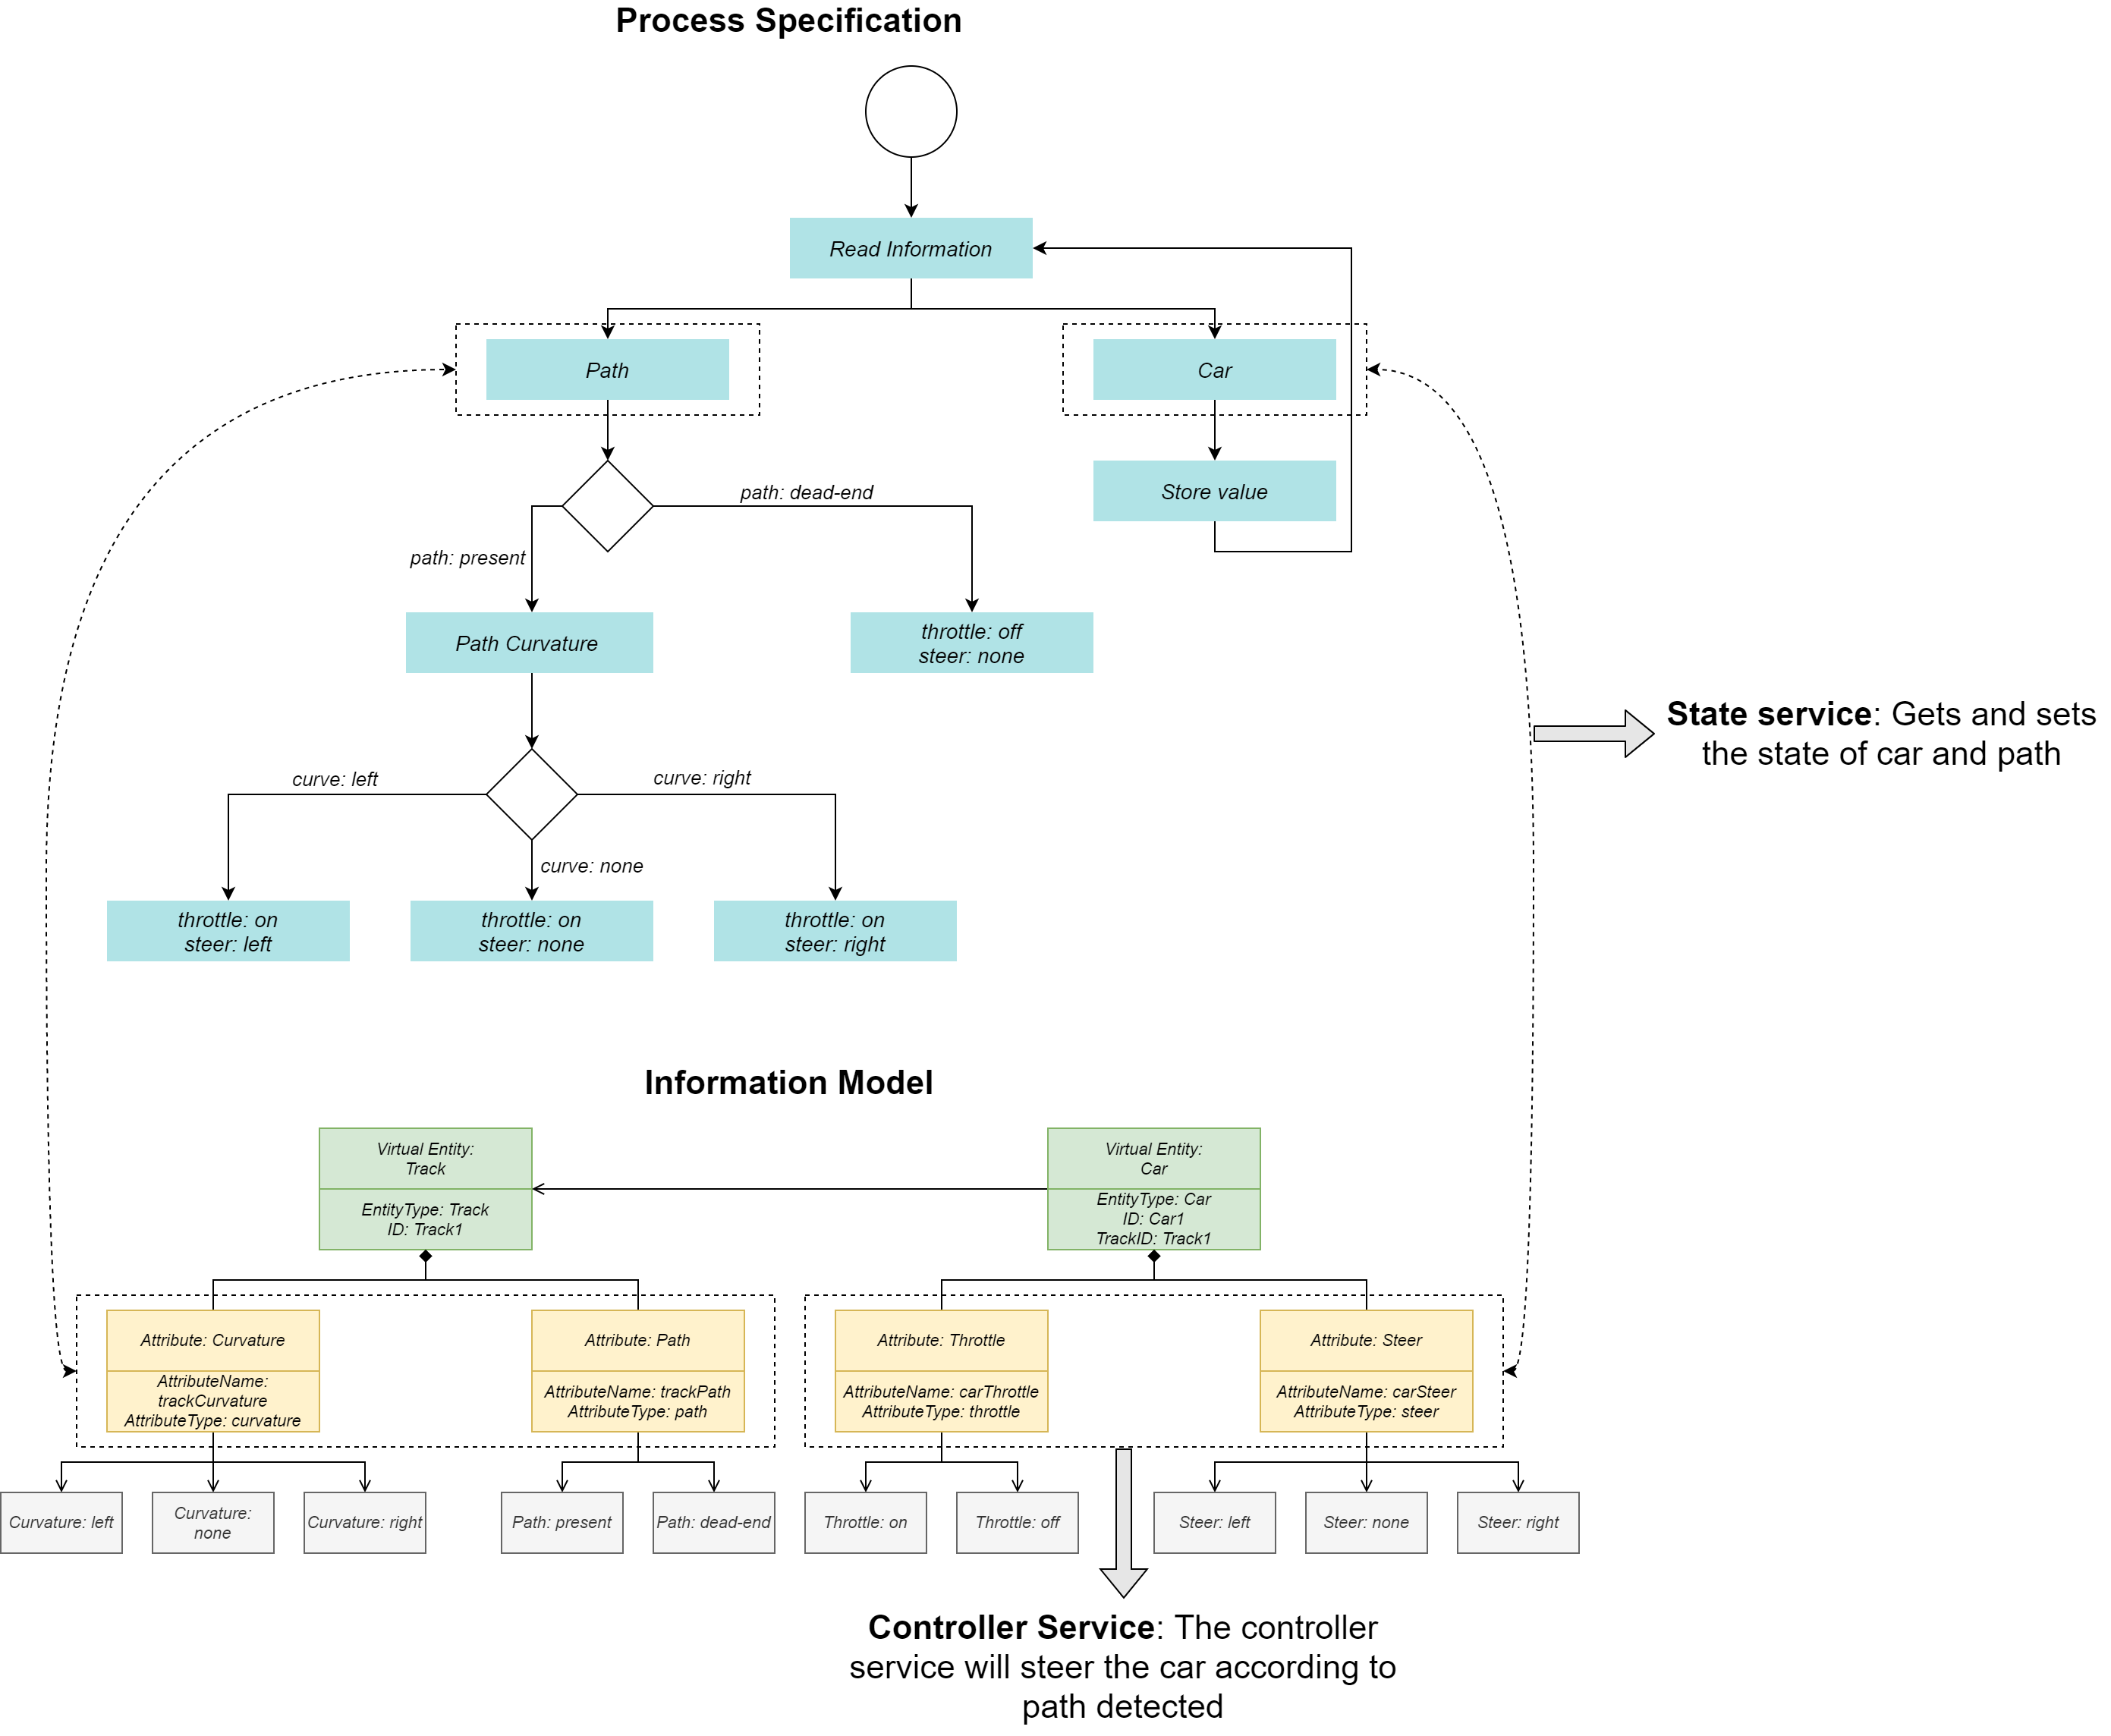 Process Specification
Read Information
Path
Car
path: dead-end
Store value
path: present
Path Curvature
throttle: off
steer: none
State service: Gets and sets
the state of car and path
curve: left
curve: right
curve: none
throttle: on
steer: left
throttle: on
steer: none
throttle: on
steer: right
Information Model
Virtual Entity:
Track
EntityType: Track
ID: Track1
Virtual Entity:
Car
EntityType: Car
ID: Car1
TrackID: Track1
Attribute: Curvature
AttributeName:
trackCurvature
AttributeType: curvature
Attribute: Path
AttributeName: trackPath
AttributeType: path
Attribute: Throttle
AttributeName: carThrottle
AttributeType: throttle
Attribute: Steer
AttributeName: carSteer
AttributeType: steer
Curvature: left
Curvature:
none
Curvature: right
Path: present
Path: dead-end
Throttle: on
Throttle: off
Steer: left
Steer: none
Steer: right
Controller Service: The controller
service will steer the car according to
path detected